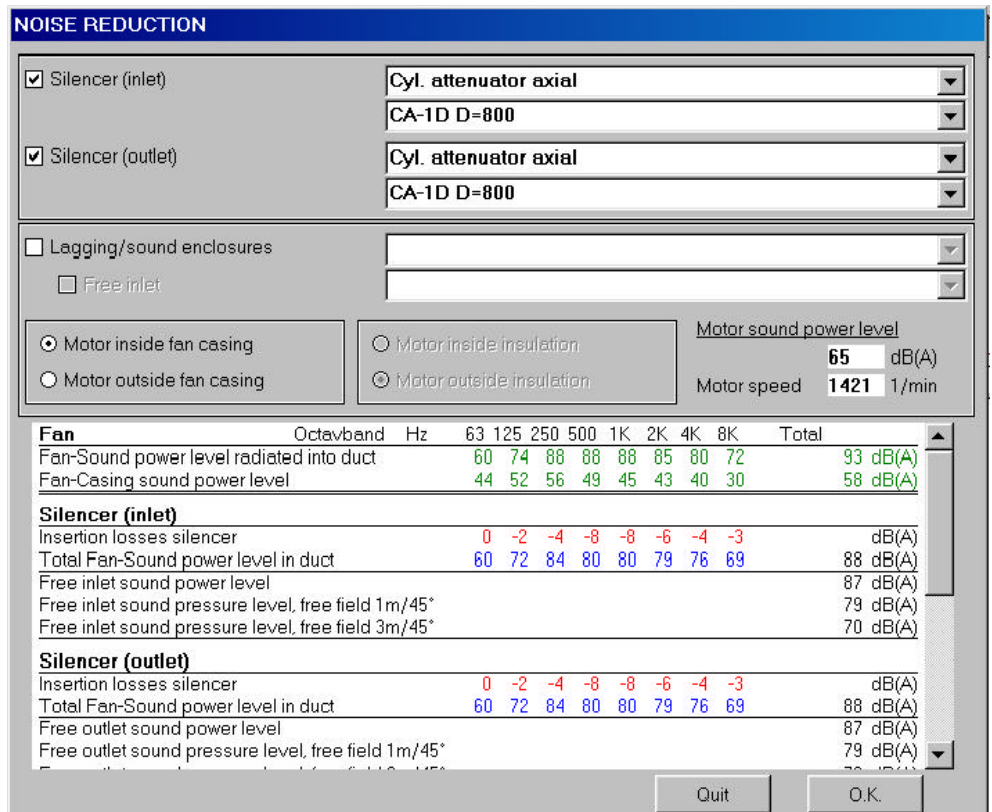 NOISE REDUCTION
Silencer (inlet) Cyl. attenuator axial
CA-1D D=800
Silencer (outlet) Cyl. attenuator axial
CA-1D D=800
Lagging/sound enclosures
Free inlet
Motor inside fan casing Motor inside insulation Motor sound power level
65 dB(A)
Motor outside fan casing Motor outside insulation Motor speed 1421 1/min
Fan Octavband Hz 63 125 250 500 1K 2K 4K 8K Total
Fan-Sound power level radiated into duct 60 74 88 88 88 85 80 72 93 dB(A)
Fan-Casing sound power level 44 52 56 49 45 43 40 30 58 dB(A)
Silencer (inlet)
Insertion losses silencer 0 -2 -4 -8 -8 -6 -4 -3 dB(A)
Total Fan-Sound power level in duct 60 72 84 80 80 79 76 69 88 dB(A)
Free inlet sound power level 87 dB(A)
Free inlet sound pressure level, free field 1m/45° 79 dB(A)
Free inlet sound pressure level, free field 3m/45° 70 dB(A)
Silencer (outlet)
Insertion losses silencer 0 -2 -4 -8 -8 -6 -4 -3 dB(A)
Total Fan-Sound power level in duct 60 72 84 80 80 79 76 69 88 dB(A)
Free outlet sound power level 87 dB(A)
Free outlet sound pressure level, free field 1m/45° 79 dB(A)
Quit O.K.